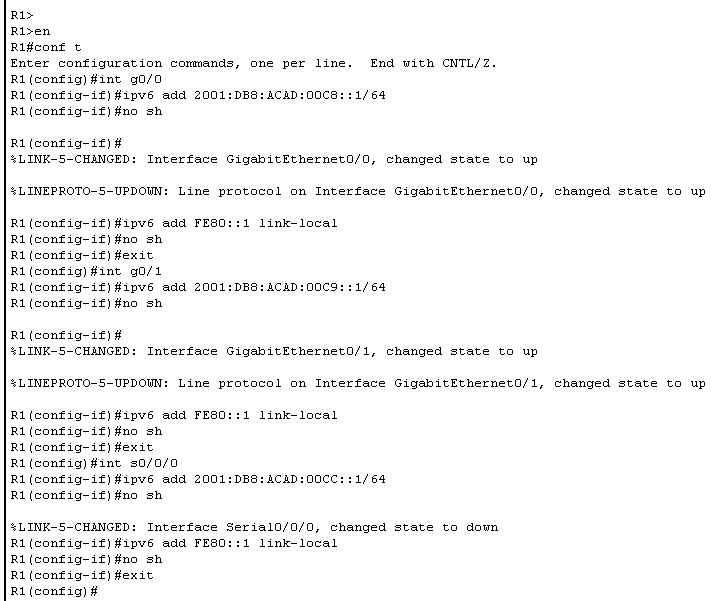 R1>
R1>en
R1#conf t
Enter configuration commands, one per line.  End with CNTL/Z.
R1(config)#int g0/0
R1(config-if)#ipv6 add 2001:DB8:ACAD:00C8::1/64
R1(config-if)#no sh
R1(config-if)#
%LINK-5-CHANGED: Interface GigabitEthernet0/0, changed state to up
%LINEPROTO-5-UPDOWN: Line protocol on Interface GigabitEthernet0/0, changed state to up
R1(config-if)#ipv6 add FE80::1 link-local
R1(config-if)#no sh
R1(config-if)#exit
R1(config)#int g0/1
R1(config-if)#ipv6 add 2001:DB8:ACAD:00C9::1/64
R1(config-if)#no sh
R1(config-if)#
%LINK-5-CHANGED: Interface GigabitEthernet0/1, changed state to up
%LINEPROTO-5-UPDOWN: Line protocol on Interface GigabitEthernet0/1, changed state to up
R1(config-if)#ipv6 add FE80::1 link-local
R1(config-if)#no sh
R1(config-if)#exit
R1(config)#int s0/0/0
R1(config-if)#ipv6 add 2001:DB8:ACAD:00CC::1/64
R1(config-if)#no sh
%LINK-5-CHANGED: Interface Serial0/0/0, changed state to down
R1(config-if)#ipv6 add FE80::1 link-local
R1(config-if)#no sh
R1(config-if)#exit
R1(config)#